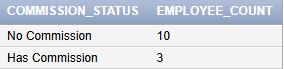 COMMISSION_STATUS EMPLOYEE_COUNT
No Commission 10
Has Commission 3